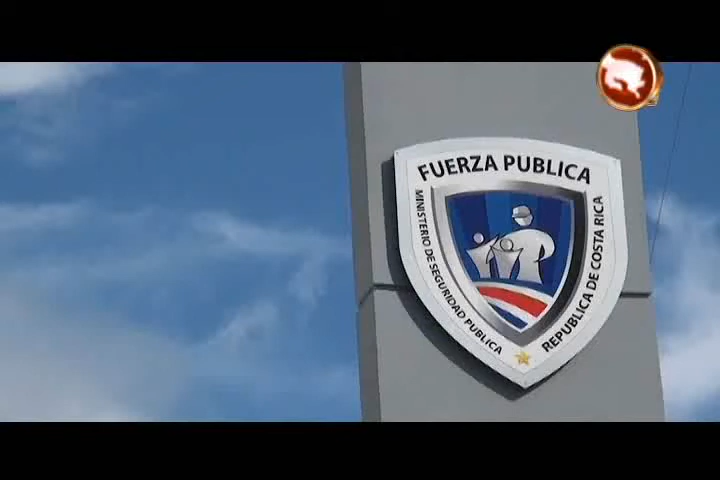 FUERZA PUBLICA
MINISTERIO DE SEGURIDAD PUBLICA
REPUBLICA DE COSTA RICA